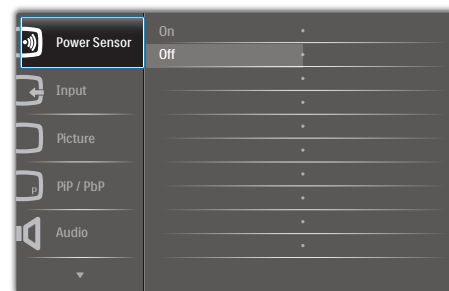 Power Sensor
On
Off
Input
Picture
P
PiP / PbP
Audio